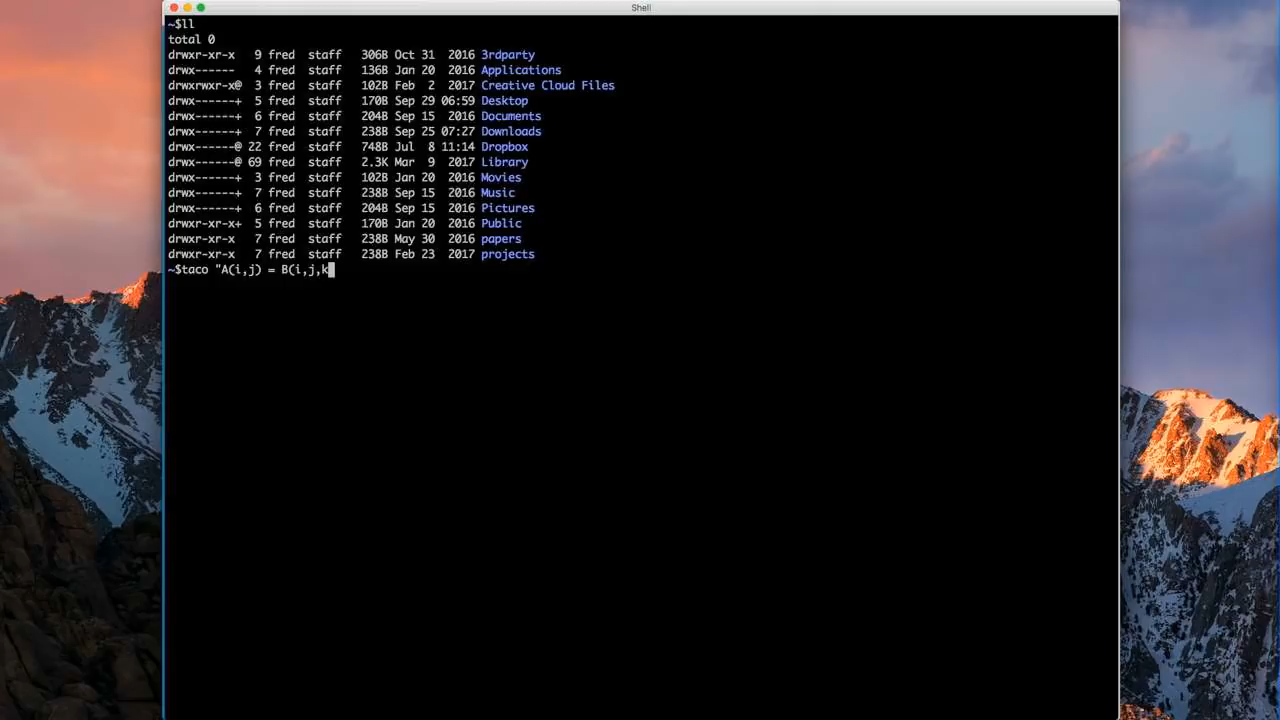 Shell
~$ll
total 0
drwxr-xr-x   9 fred  staff   306B Oct 31  2016 3rdparty
drwx------   4 fred  staff   136B Jan 20  2016 Applications
drwxrwxr-x@  3 fred  staff   102B Feb  2  2017 Creative Cloud Files
drwx------+  5 fred  staff   170B Sep 29 06:59 Desktop
drwx------+  6 fred  staff   204B Sep 15  2016 Documents
drwx------+  7 fred  staff   238B Sep 25 07:27 Downloads
drwx------@ 22 fred  staff   748B Jul  8 11:14 Dropbox
drwx------@ 69 fred  staff   2.3K Mar  9  2017 Library
drwx------+  3 fred  staff   102B Jan 20  2016 Movies
drwx------+  7 fred  staff   238B Sep 15  2016 Music
drwx------+  6 fred  staff   204B Sep 15  2016 Pictures
drwxr-xr-x+  5 fred  staff   170B Jan 20  2016 Public
drwxr-xr-x   7 fred  staff   238B May 30  2016 papers
drwxr-xr-x   7 fred  staff   238B Feb 23  2017 projects
~$taco "A(i,j) = B(i,j,k